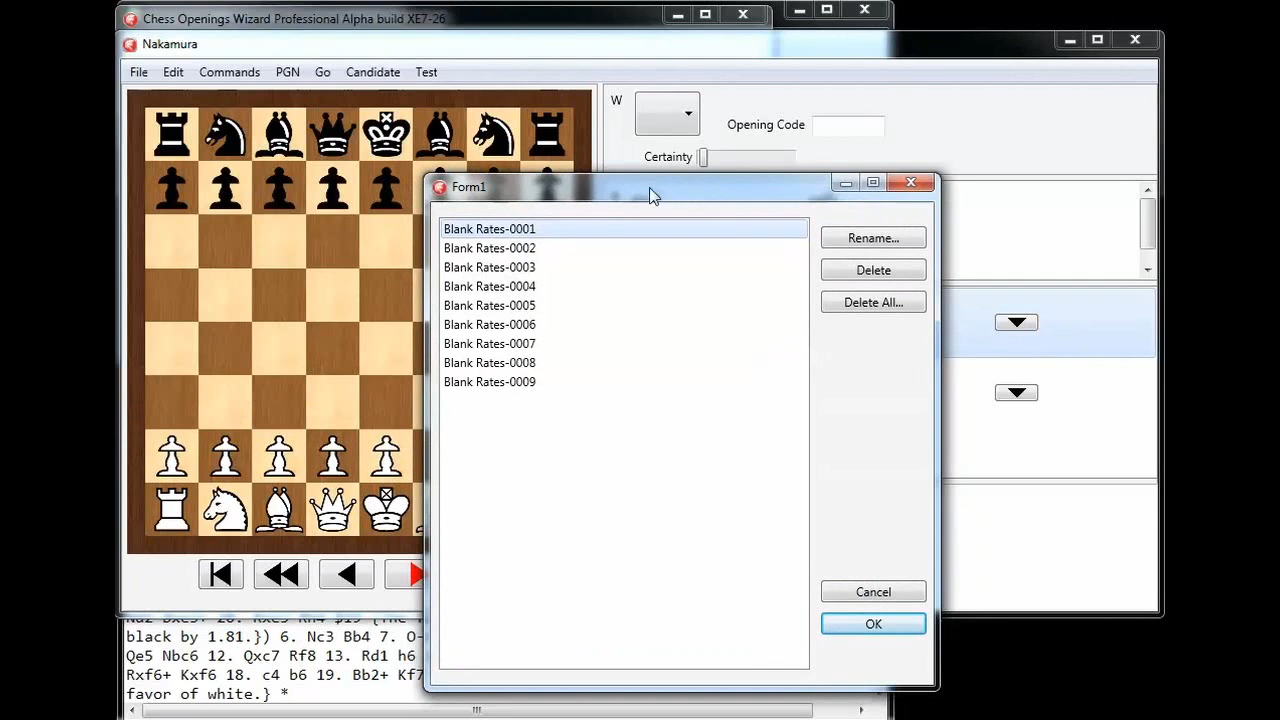 Chess Openings Wizard Professional Alpha build XE7-26
Nakamura
File Edit Commands PGN Go Candidate Test
W
Opening Code
Certainty
Form1
Blank Rates-0001
Blank Rates-0002
Blank Rates-0003
Blank Rates-0004
Blank Rates-0005
Blank Rates-0006
Blank Rates-0007
Blank Rates-0008
Blank Rates-0009
Rename...
Delete
Delete All...
Cancel
OK
black by 1.81.}) 6. Nc3 Bb4 7. O-
Qe5 Nbc6 12. Qxc7 Rf8 13. Rd1 h6
Rxf6+ Kxf6 18. c4 b6 19. Bb2+ Kf7
favor of white.} *